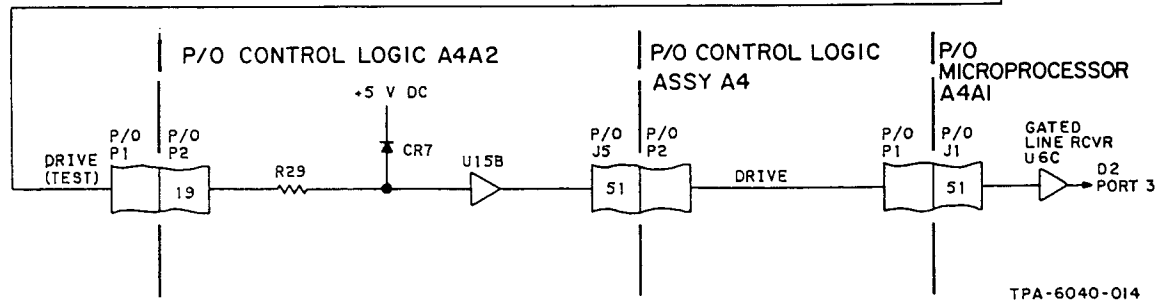 P/O CONTROL LOGIC A4A2
P/O CONTROL LOGIC
ASSY A4
P/O
MICROPROCESSOR
A4A1
+5 V DC
P/O
P1
P/O
P2
DRIVE
(TEST)
19
R29
CR7
U15B
P/O
J5
P/O
P2
51
DRIVE
P/O
P1
P/O
J1
51
GATED
LINE RCVR
U6C
D2
PORT 3
TPA-6040-014